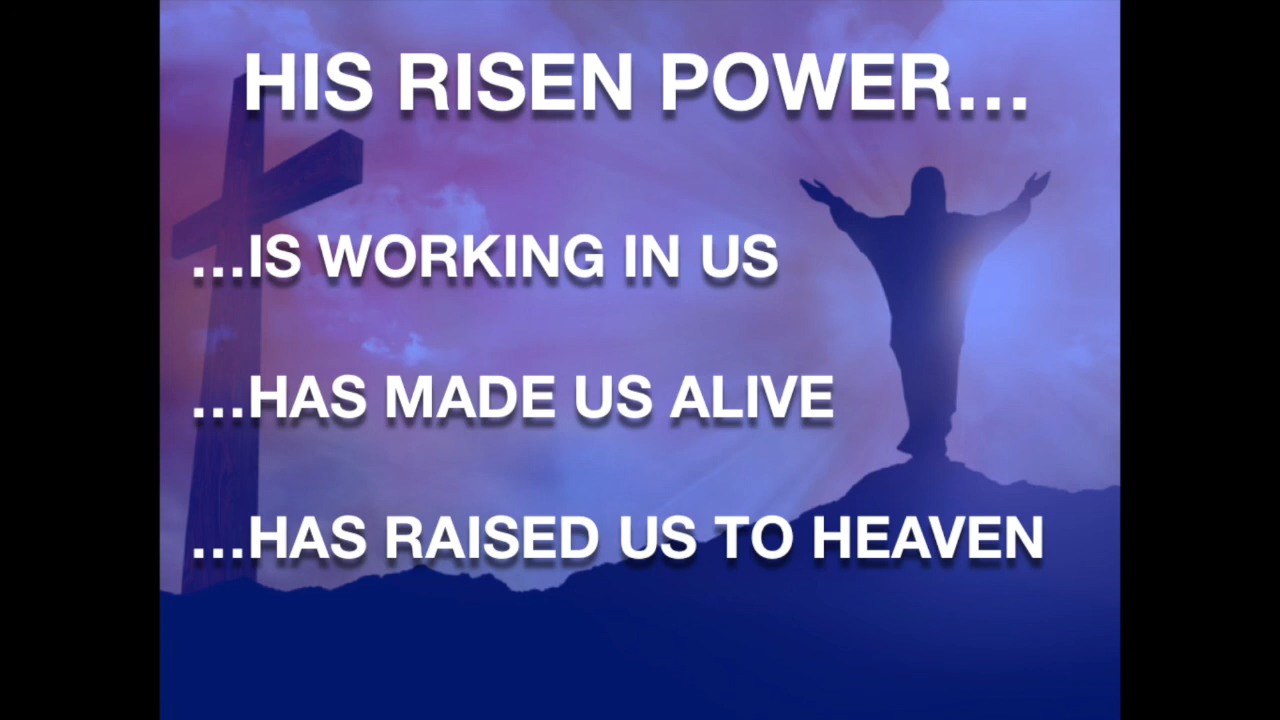 HIS RISEN POWER...
...IS WORKING IN US
...HAS MADE US ALIVE
...HAS RAISED US TO HEAVEN